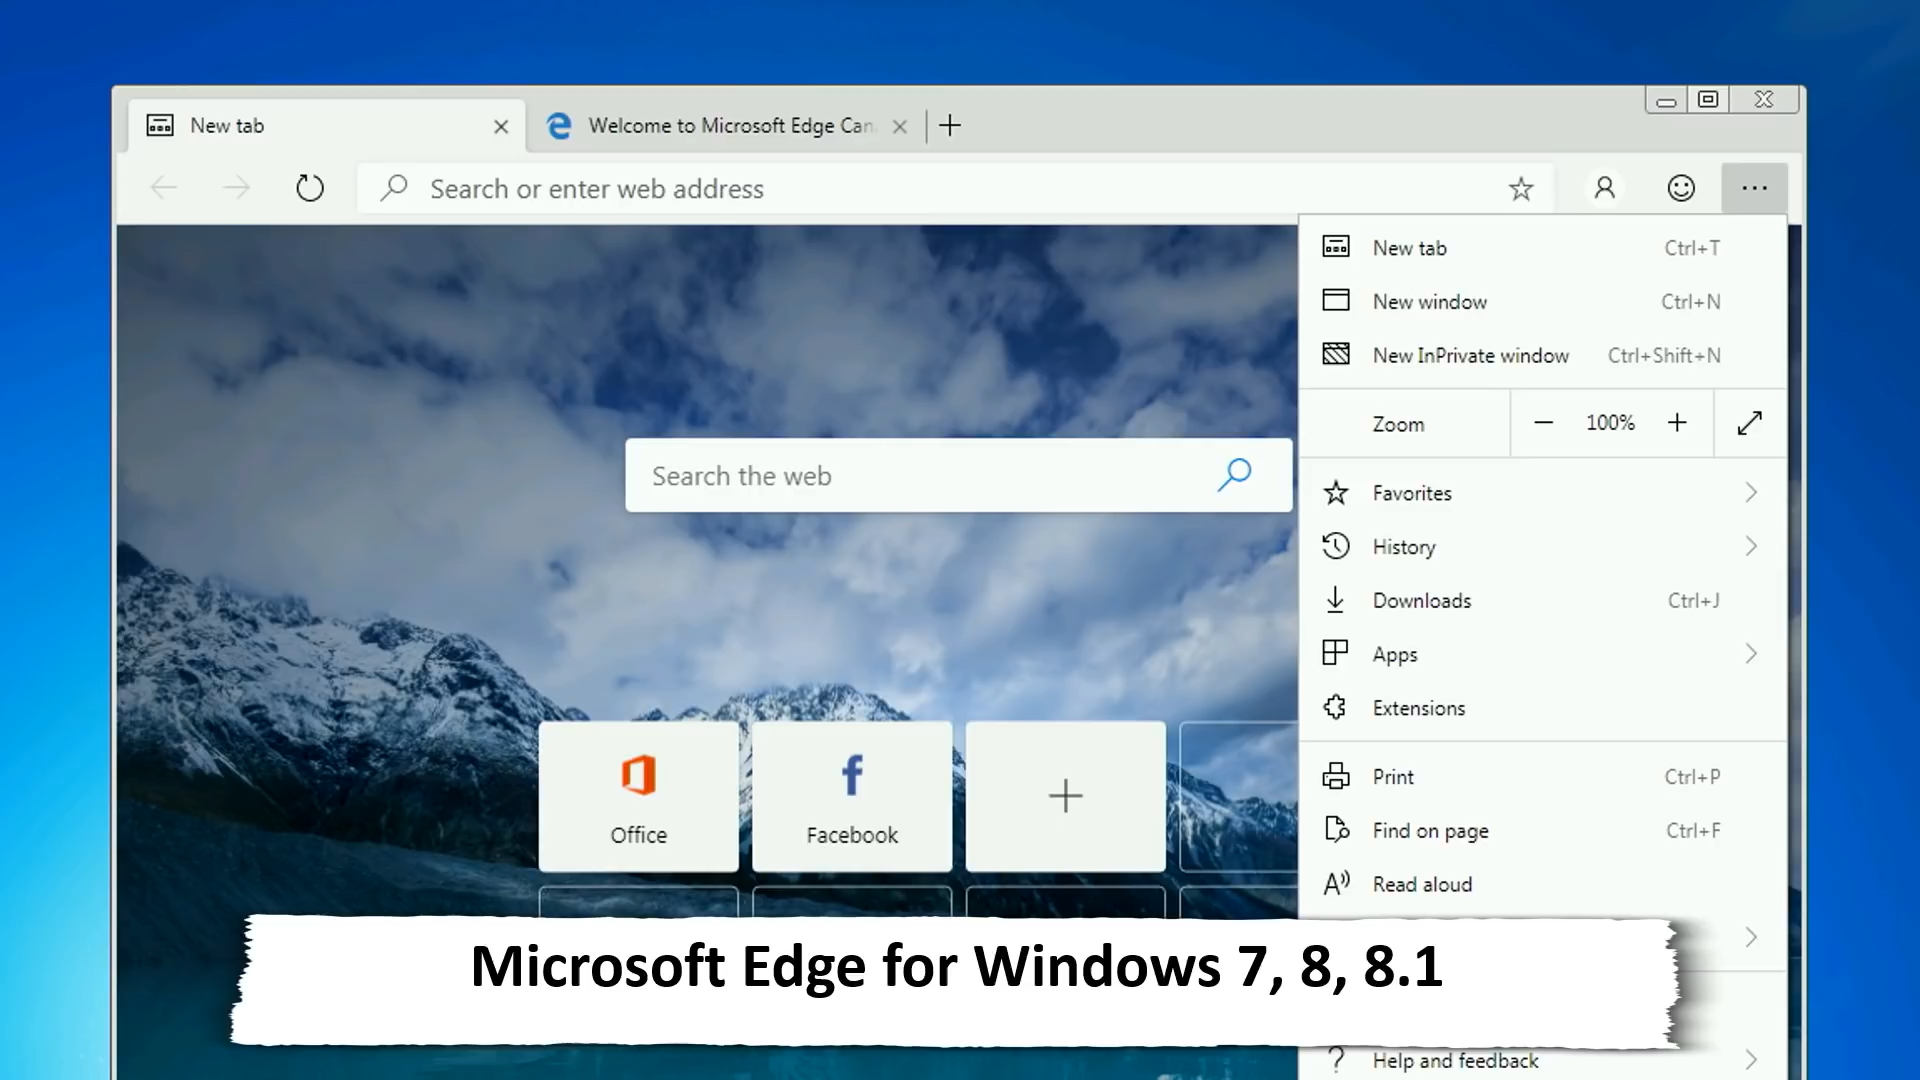 New tab
Welcome to Microsoft Edge Can
Search or enter web address
New tab Ctrl+T
New window Ctrl+N
New InPrivate window Ctrl+Shift+N
Zoom 100%
Search the web
Favorites
History
Downloads Ctrl+J
Apps
Extensions
Office
Facebook
Print Ctrl+P
Find on page Ctrl+F
Read aloud
Microsoft Edge for Windows 7, 8, 8.1
Help and feedback